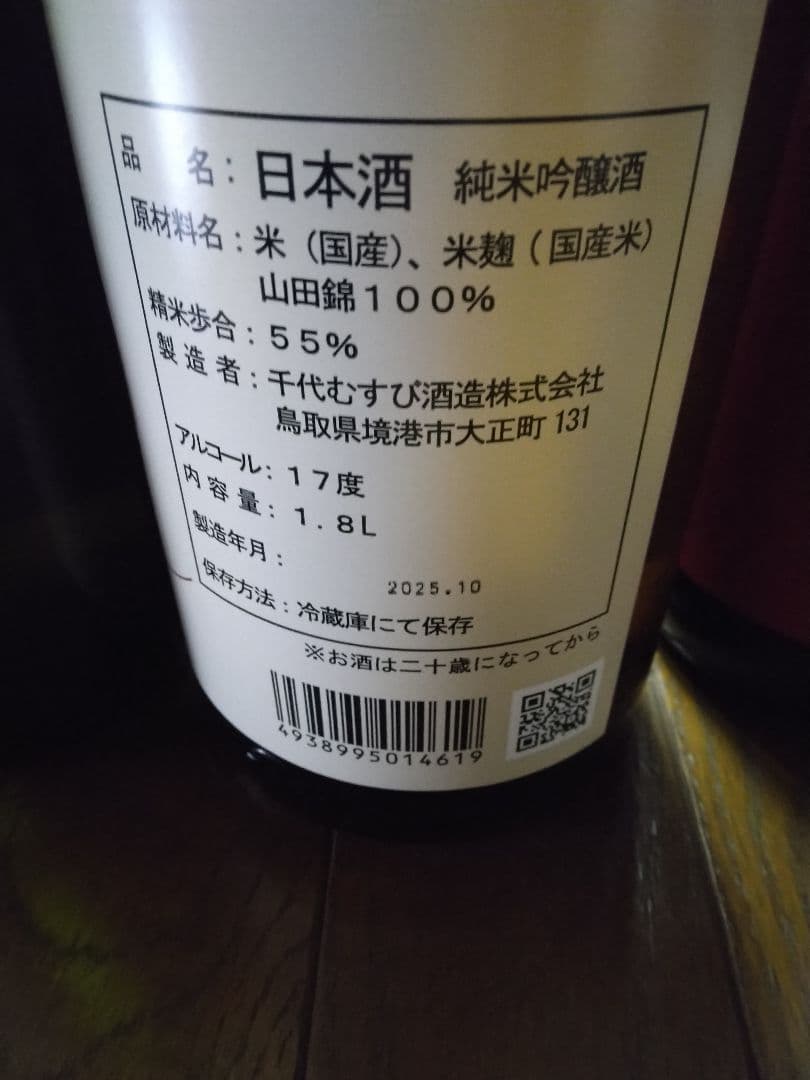 品 名：日本酒 純米吟醸酒
原材料名：米（国産）、米麹（国産米）
山田錦１００％
精米歩合：５５％
製造者：千代むすび酒造株式会社
鳥取県境港市大正町 131
アルコール：１７度
内容量：１．８Ｌ
製造年月：
2025.10
保存方法：冷蔵庫にて保存
※お酒は二十歳になってから
4938995014619